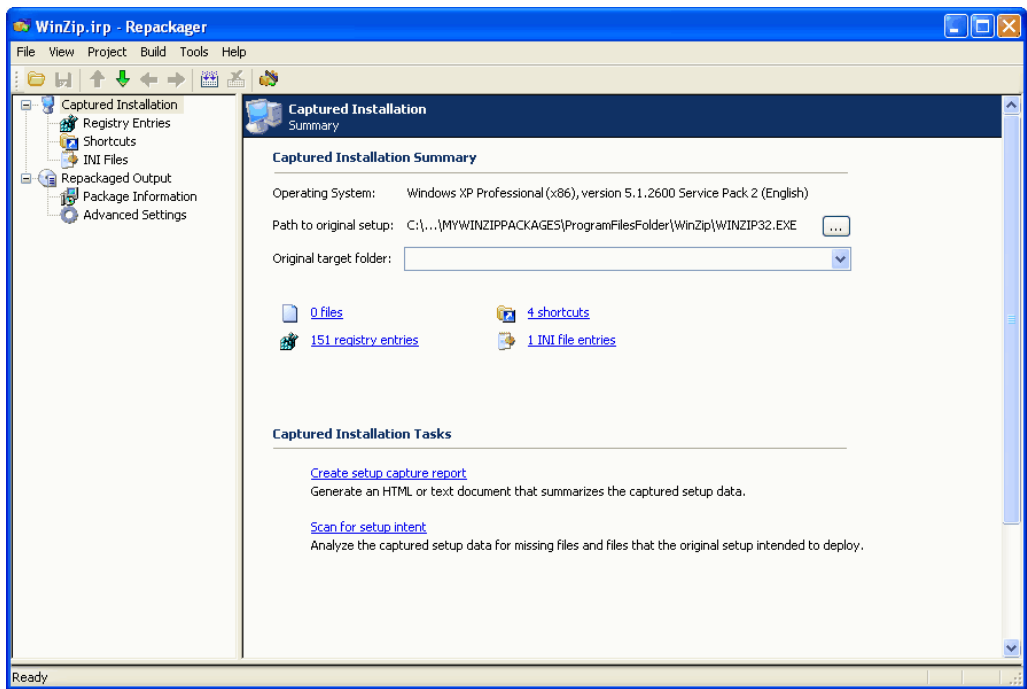 WinZip.irp - Repackager
File View Project Build Tools Help
Captured Installation
Registry Entries
Shortcuts
INI Files
Repackaged Output
Package Information
Advanced Settings
Captured Installation
Summary
Captured Installation Summary
Operating System: Windows XP Professional (x86), version 5.1.2600 Service Pack 2 (English)
Path to original setup: C:\...\MYWINZIPPACKAGES\ProgramFilesFolder\WinZip\WINZIP32.EXE ...
Original target folder:
0 files
4 shortcuts
151 registry entries
1 INI file entries
Captured Installation Tasks
Create setup capture report
Generate an HTML or text document that summarizes the captured setup data.
Scan for setup intent
Analyze the captured setup data for missing files and files that the original setup intended to deploy.
Ready